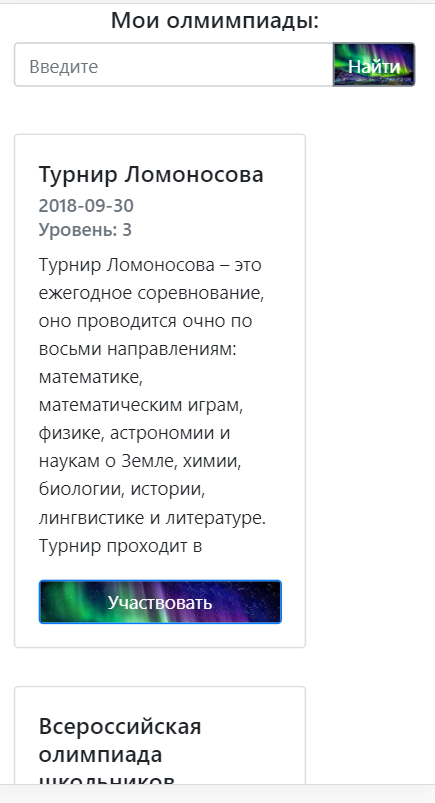 Мои олмимпиады:
Введите
Найти
Турнир Ломоносова
2018-09-30
Уровень: 3
Турнир Ломоносова – это
ежегодное соревнование,
оно проводится очно по
восьми направлениям:
математике,
математическим играм,
физике, астрономии и
наукам о Земле, химии,
биологии, истории,
лингвистике и литературе.
Турнир проходит в
Участвовать
Всероссийская
олимпиада
школьников